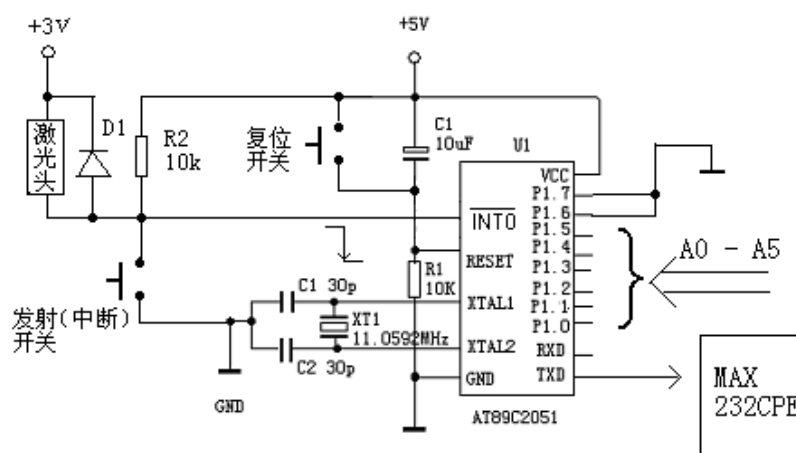 +3V
+5V
激光头
D1
R2
10k
复位
开关
C1
10uF
U1
VCC
P1.7
P1.6
P1.5
P1.4
P1.3
P1.2
P1.1
P1.0
RXD
TXD
INT0
RESET
XTAL1
XTAL2
GND
AT89C2051
A0 - A5
R1
10K
C1 30p
XT1
11.0592MHz
C2 30p
发射(中断)
开关
GND
MAX
232CPE